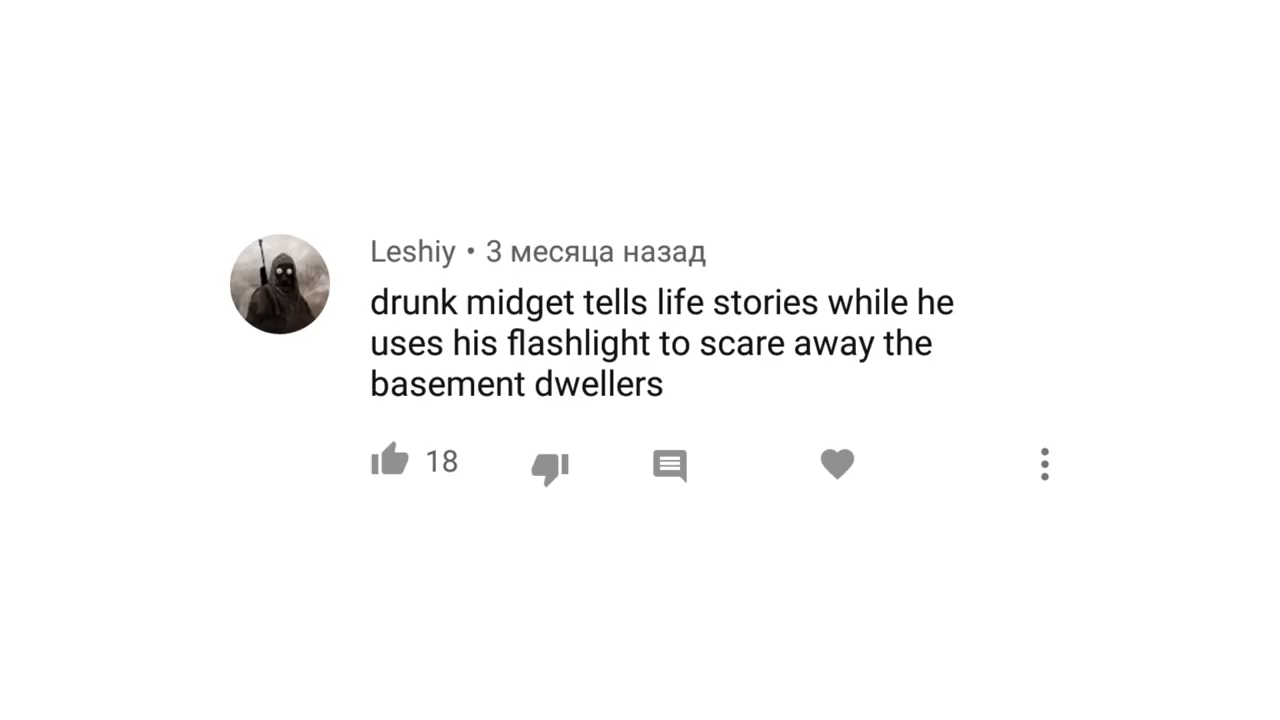 Leshiy • 3 месяца назад
drunk midget tells life stories while he
uses his flashlight to scare away the
basement dwellers
18